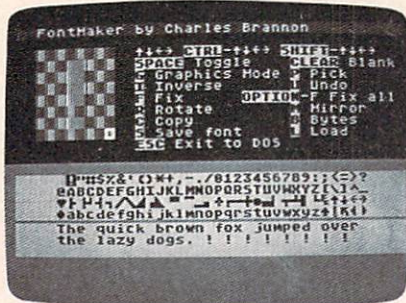 FontMaker by Charles Brannon
↑↓←→ CTRL-↑↓←→ SHIFT-↑↓←→
SPACE Toggle CLEAR Blank
Graphics Mode P Pick
Inverse Undo
Fix OPTION-F Fix all
Rotate Mirror
Copy Bytes
S Save font L Load
ESC Exit to DOS
!"#$%&'()*+,-./0123456789:;<=>?
@ABCDEFGHIJKLMNOPQRSTUVWXYZ[\]^_
abcdefghijklmnopqrstuvwxyz
The quick brown fox jumped over
the lazy dogs. ! ! ! ! ! ! ! !